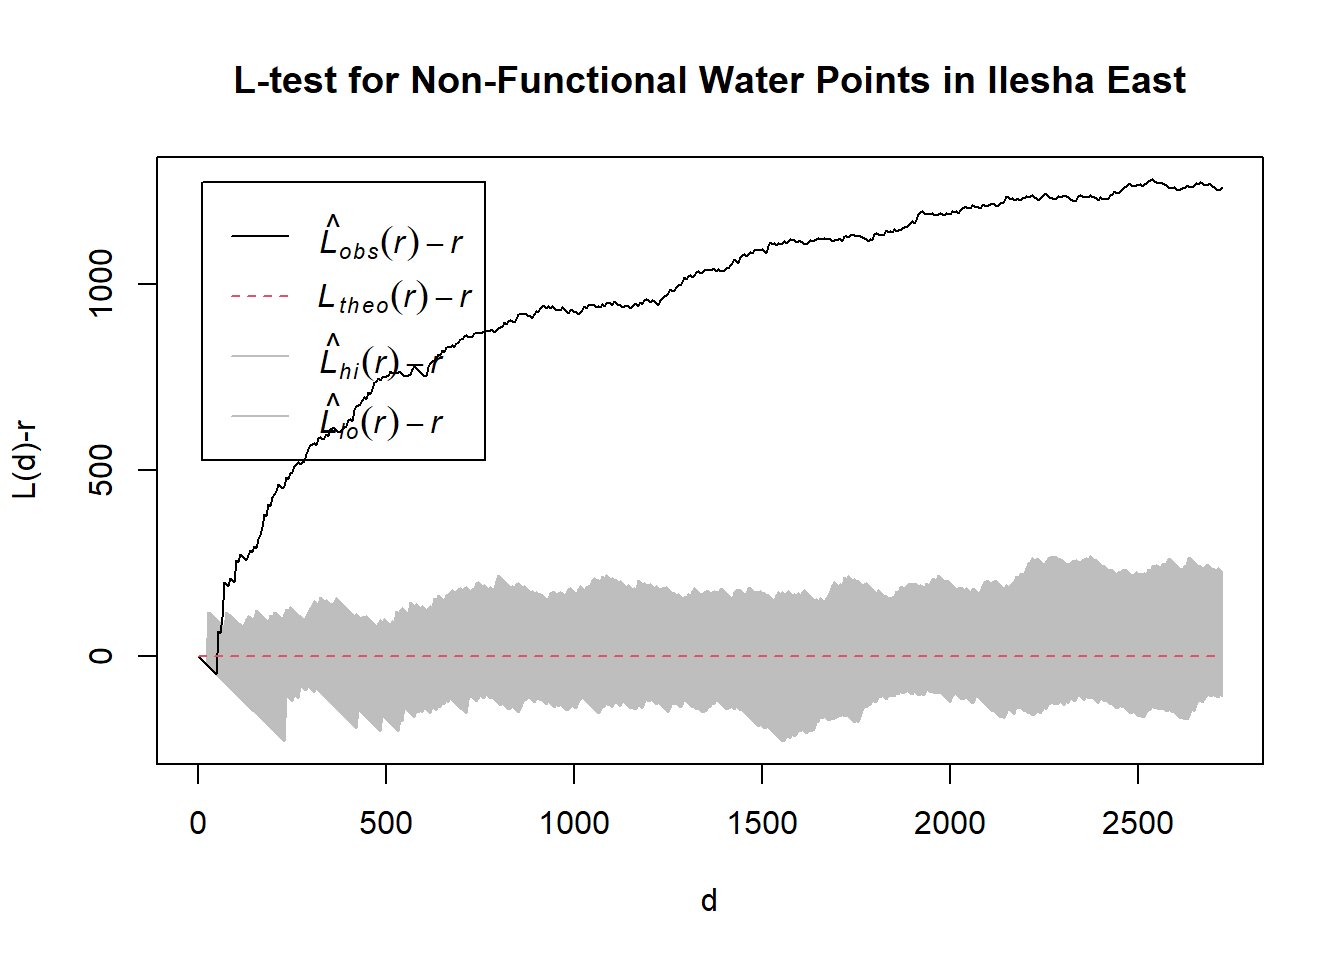 L-test for Non-Functional Water Points in Ilesha East
L̂obs(r) – r
Ltheo(r) – r
L̂hi(r) – r
L̂lo(r) – r
L(d)-r
1000
500
0
0 500 1000 1500 2000 2500
d